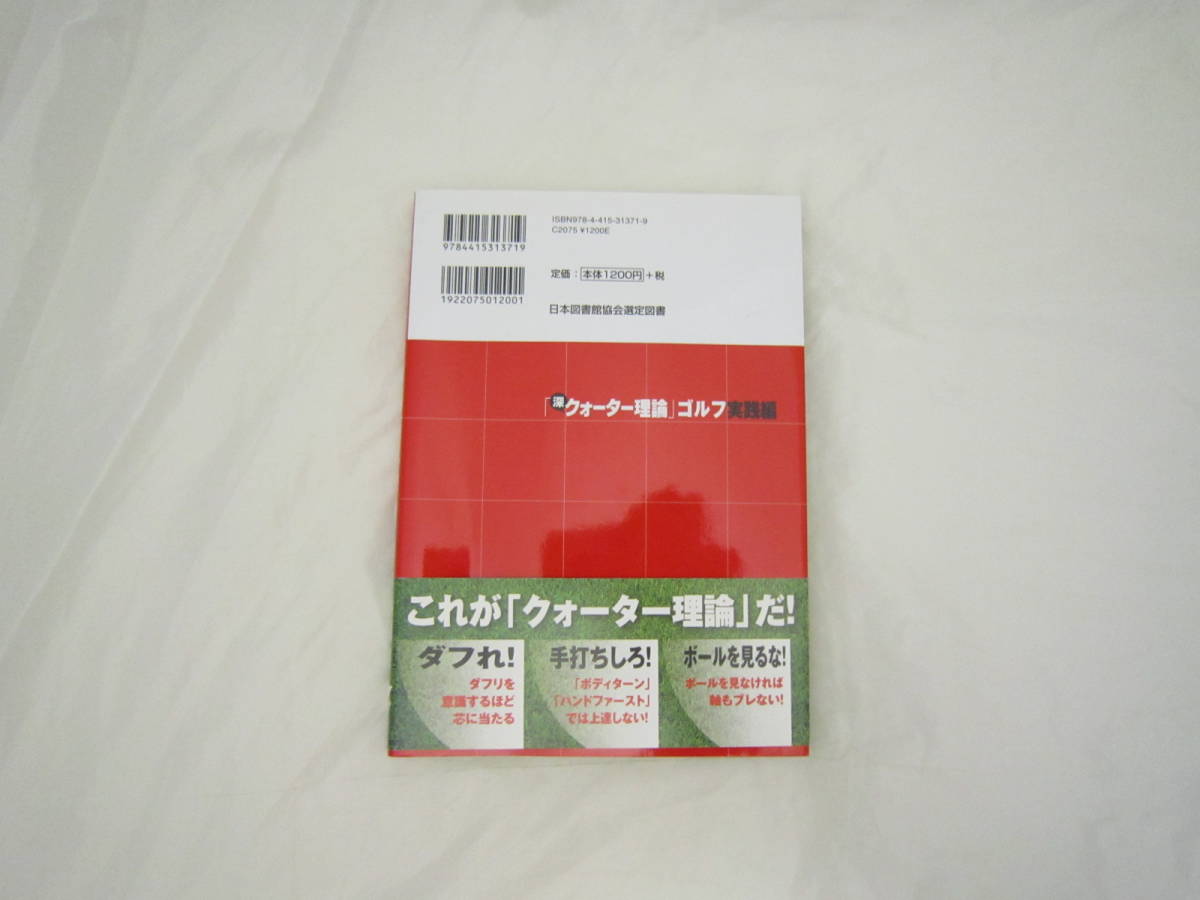 ISBN978-4-415-31371-9
C2075 ¥1200E
9784415313719
定価：本体1200円+税
1922075012001
日本図書館協会選定図書
「深クォーター理論」ゴルフ実践編
これが「クォーター理論」だ！
ダフれ！
ダフリを
意識するほど
芯に当たる
手打ちしろ！
「ボディターン」
「ハンドファースト」
では上達しない！
ボールを見るな！
ボールを見なければ
軸もブレない！